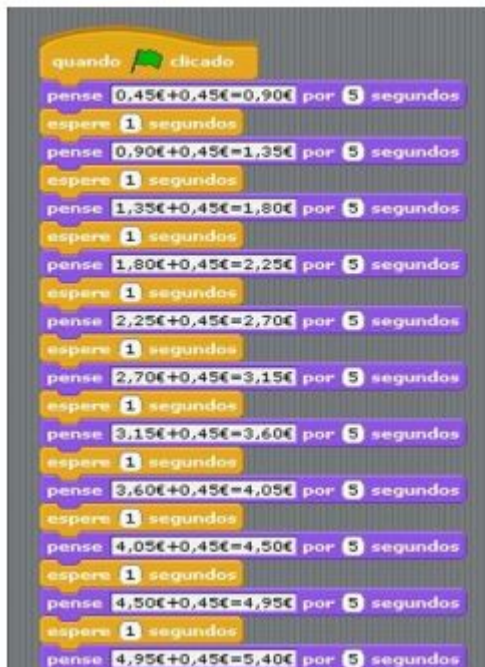 quando clicado
pense 0,45€+0,45€=0,90€ por 5 segundos
espere 1 segundos
pense 0,90€+0,45€=1,35€ por 5 segundos
espere 1 segundos
pense 1,35€+0,45€=1,80€ por 5 segundos
espere 1 segundos
pense 1,80€+0,45€=2,25€ por 5 segundos
espere 1 segundos
pense 2,25€+0,45€=2,70€ por 5 segundos
espere 1 segundos
pense 2,70€+0,45€=3,15€ por 5 segundos
espere 1 segundos
pense 3,15€+0,45€=3,60€ por 5 segundos
espere 1 segundos
pense 3,60€+0,45€=4,05€ por 5 segundos
espere 1 segundos
pense 4,05€+0,45€=4,50€ por 5 segundos
espere 1 segundos
pense 4,50€+0,45€=4,95€ por 5 segundos
espere 1 segundos
pense 4,95€+0,45€=5,40€ por 5 segundos